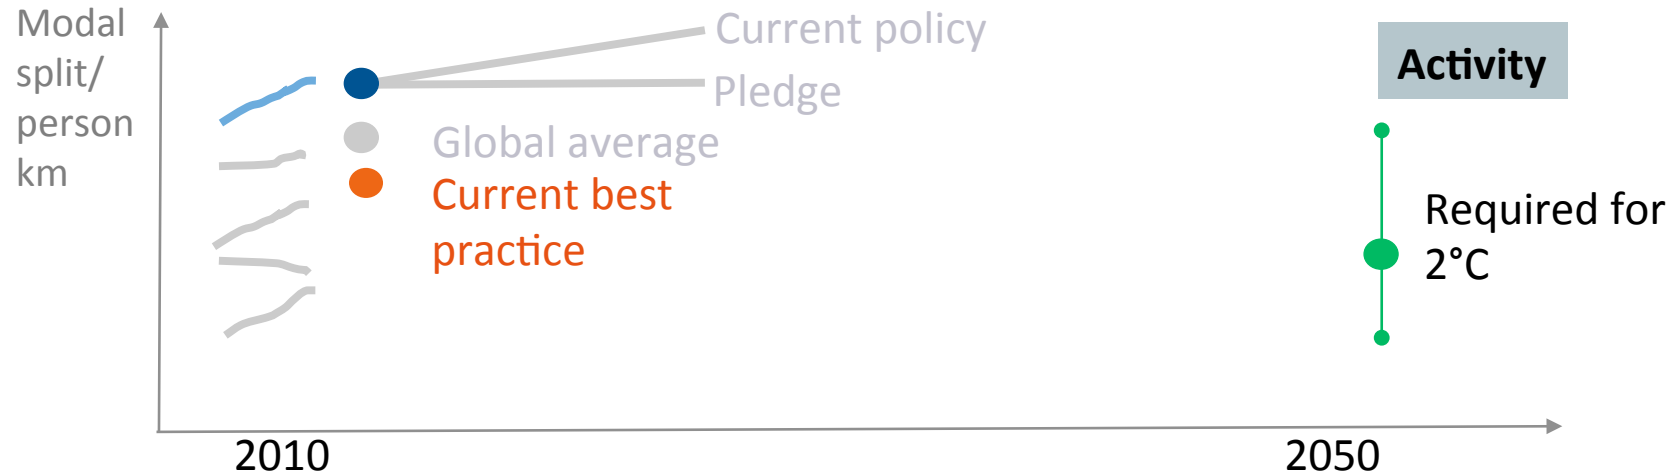 Modal
split/
person
km
Current policy
Pledge
Global average
Current best
practice
Activity
Required for
2°C
2010
2050